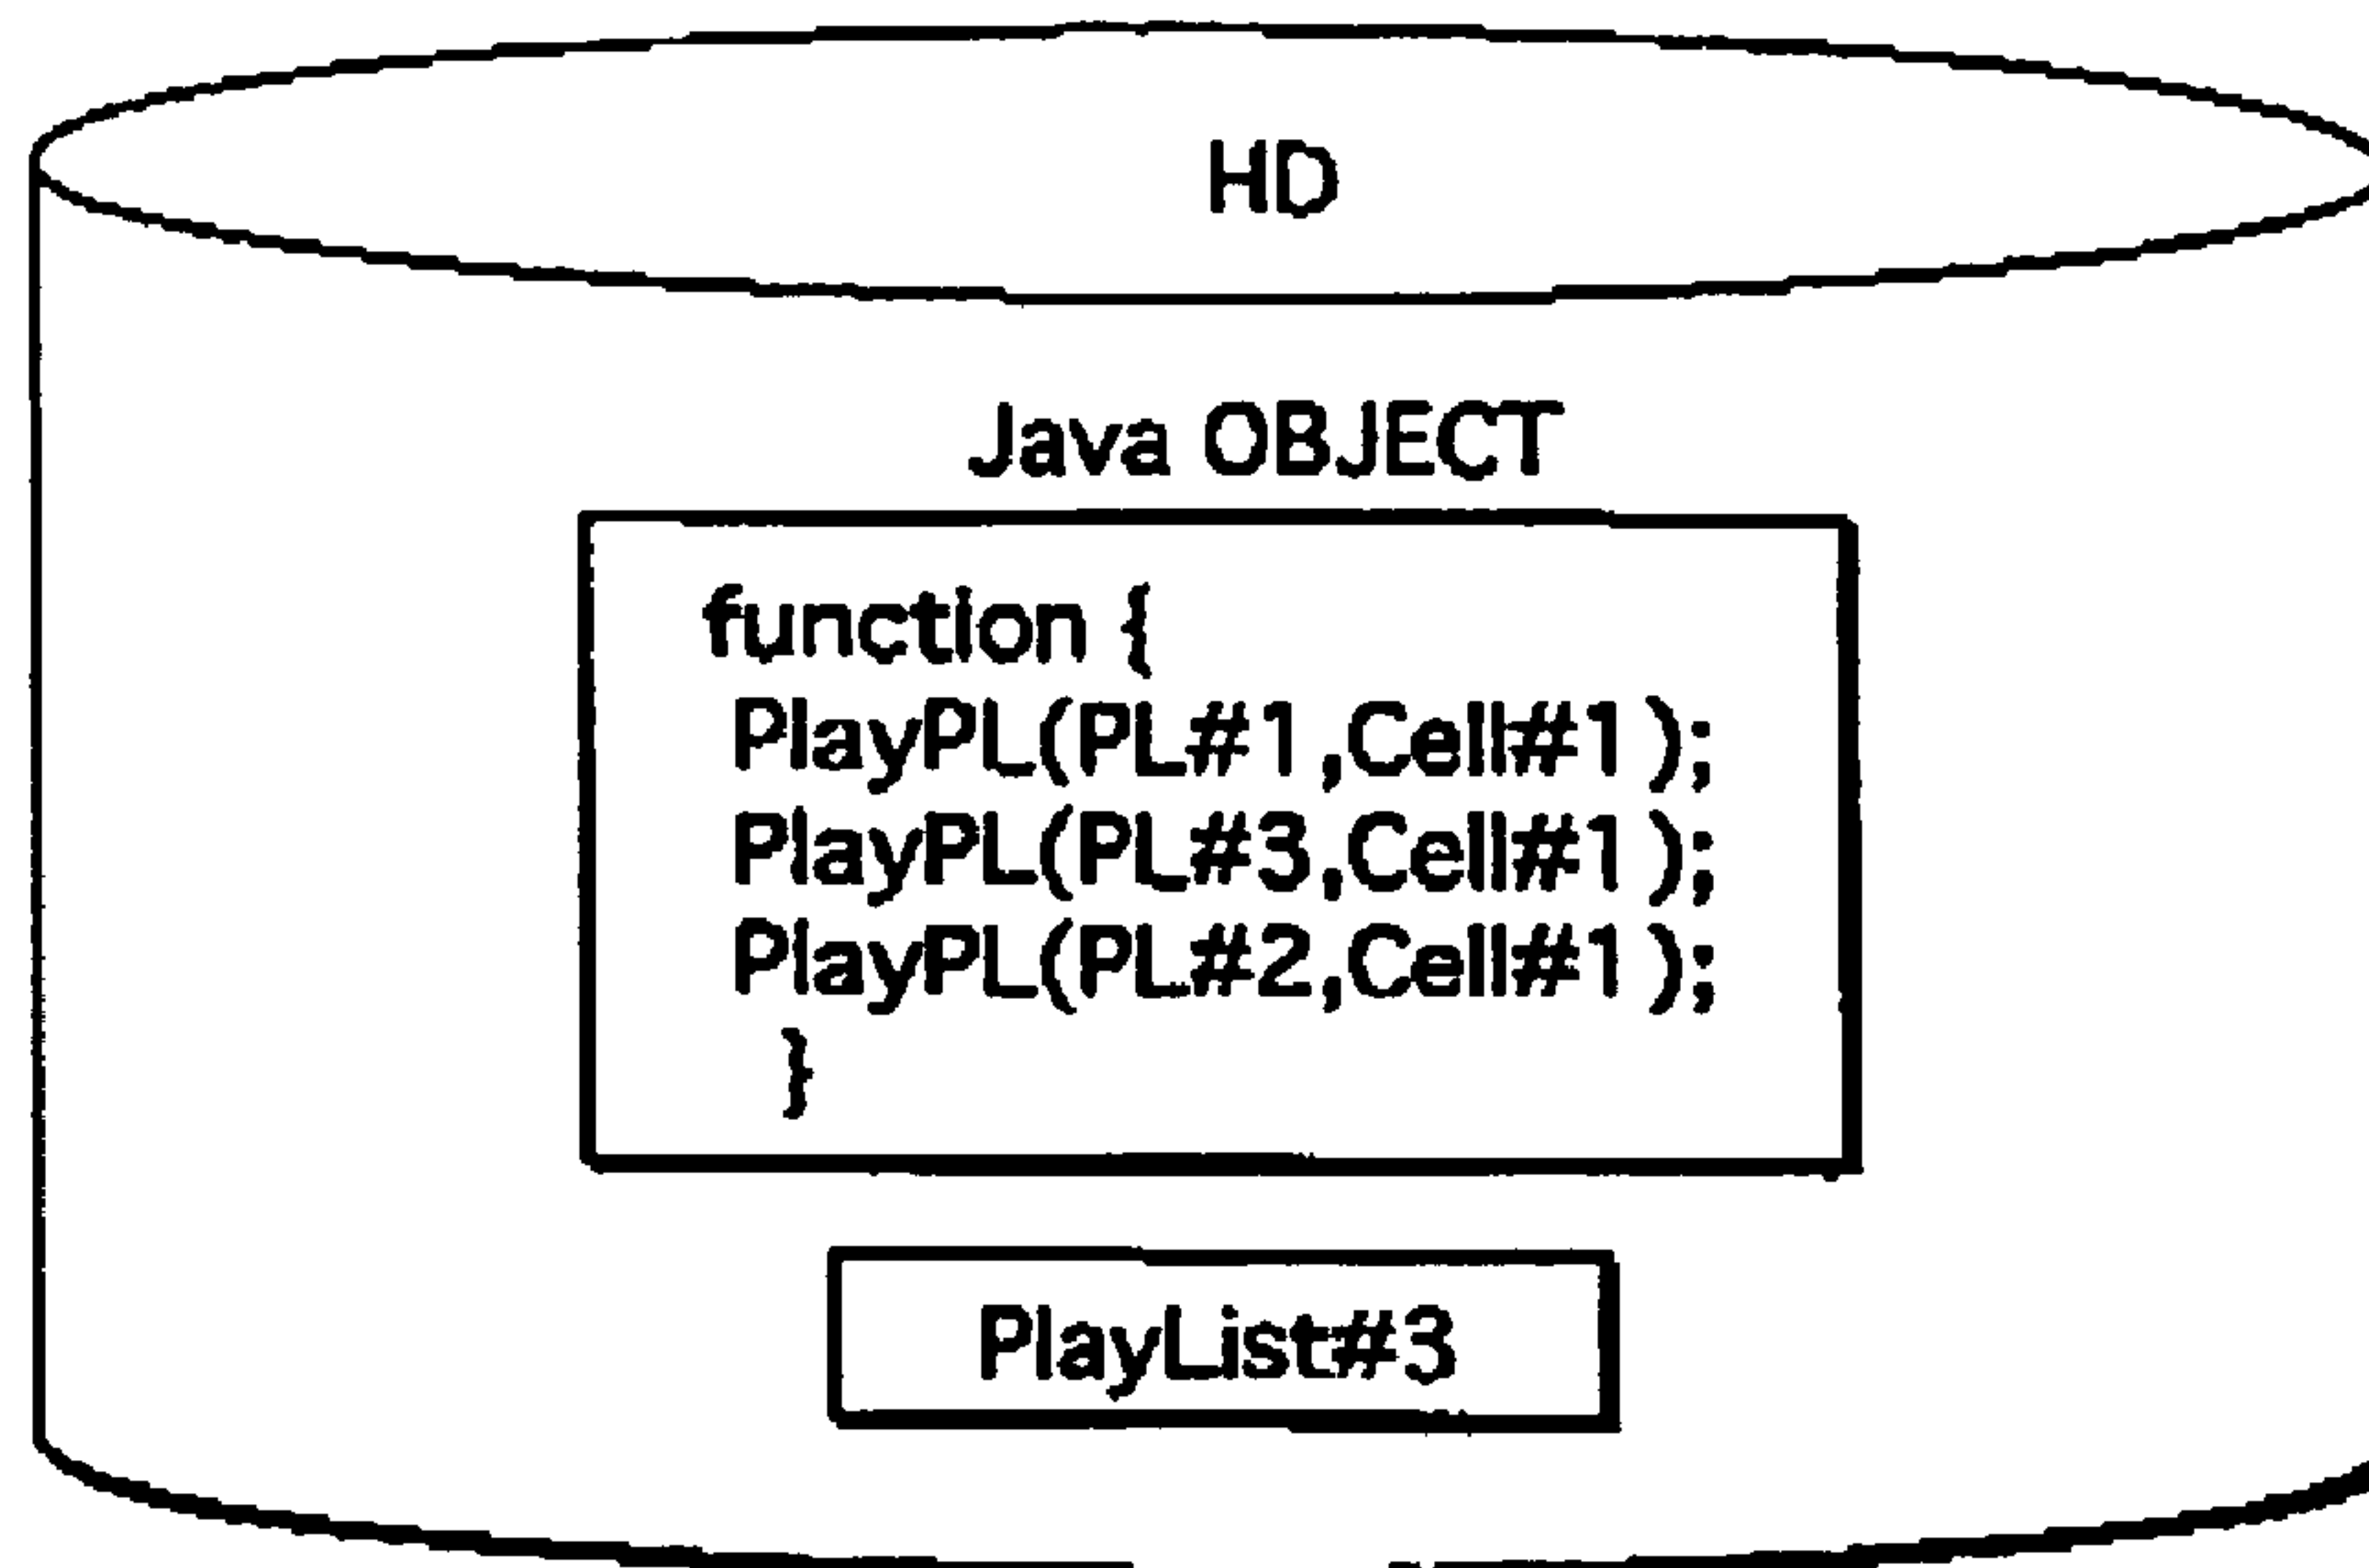 HD
Java OBJECT
function {
PlayPL(PL#1,Cell#1);
PlayPL(PL#3,Cell#1);
PlayPL(PL#2,Cell#1);
}
PlayList#3